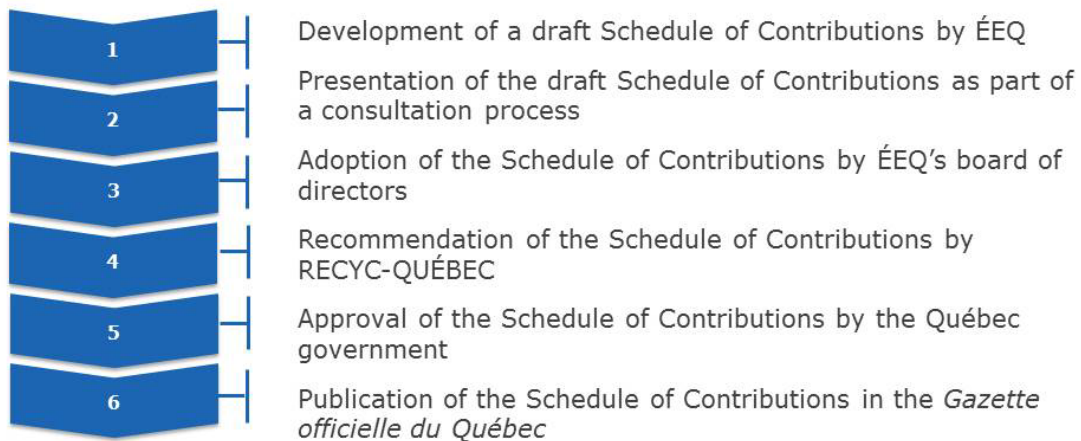 1
Development of a draft Schedule of Contributions by ÉEQ
2
Presentation of the draft Schedule of Contributions as part of
a consultation process
3
Adoption of the Schedule of Contributions by ÉEQ’s board of
directors
4
Recommendation of the Schedule of Contributions by
RECYC-QUÉBEC
5
Approval of the Schedule of Contributions by the Québec
government
6
Publication of the Schedule of Contributions in the Gazette
officielle du Québec